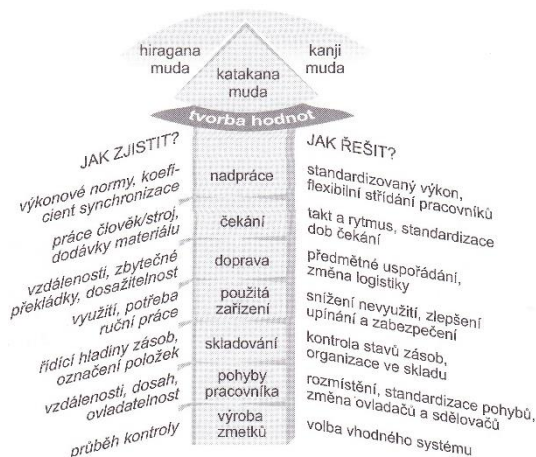 hiragana
muda
kanji
muda
katakana
muda
tvorba hodnot
JAK ZJISTIT?
JAK ŘEŠIT?
výkonové normy, koefi-
cient synchronizace
nadpráce
standardizovaný výkon,
flexibilní střídání pracovníků
práce člověk/stroj,
dodávky materiálu
čekání
takt a rytmus, standardizace
dob čekání
vzdálenosti, zbytečné
překládky, dosažitelnost
doprava
předmětné uspořádání,
změna logistiky
využití, potřeba
ruční práce
použitá
zařízení
snížení nevyužití, zlepšení
upínání a zabezpečení
řídící hladiny zásob,
označení položek
skladování
kontrola stavů zásob,
organizace ve skladu
vzdálenosti, dosah,
ovladatelnost
pohyby
pracovníka
rozmístění, standardizace pohybů,
změna ovladačů a sdělovačů
průběh kontroly
výroba
zmetků
volba vhodného systému